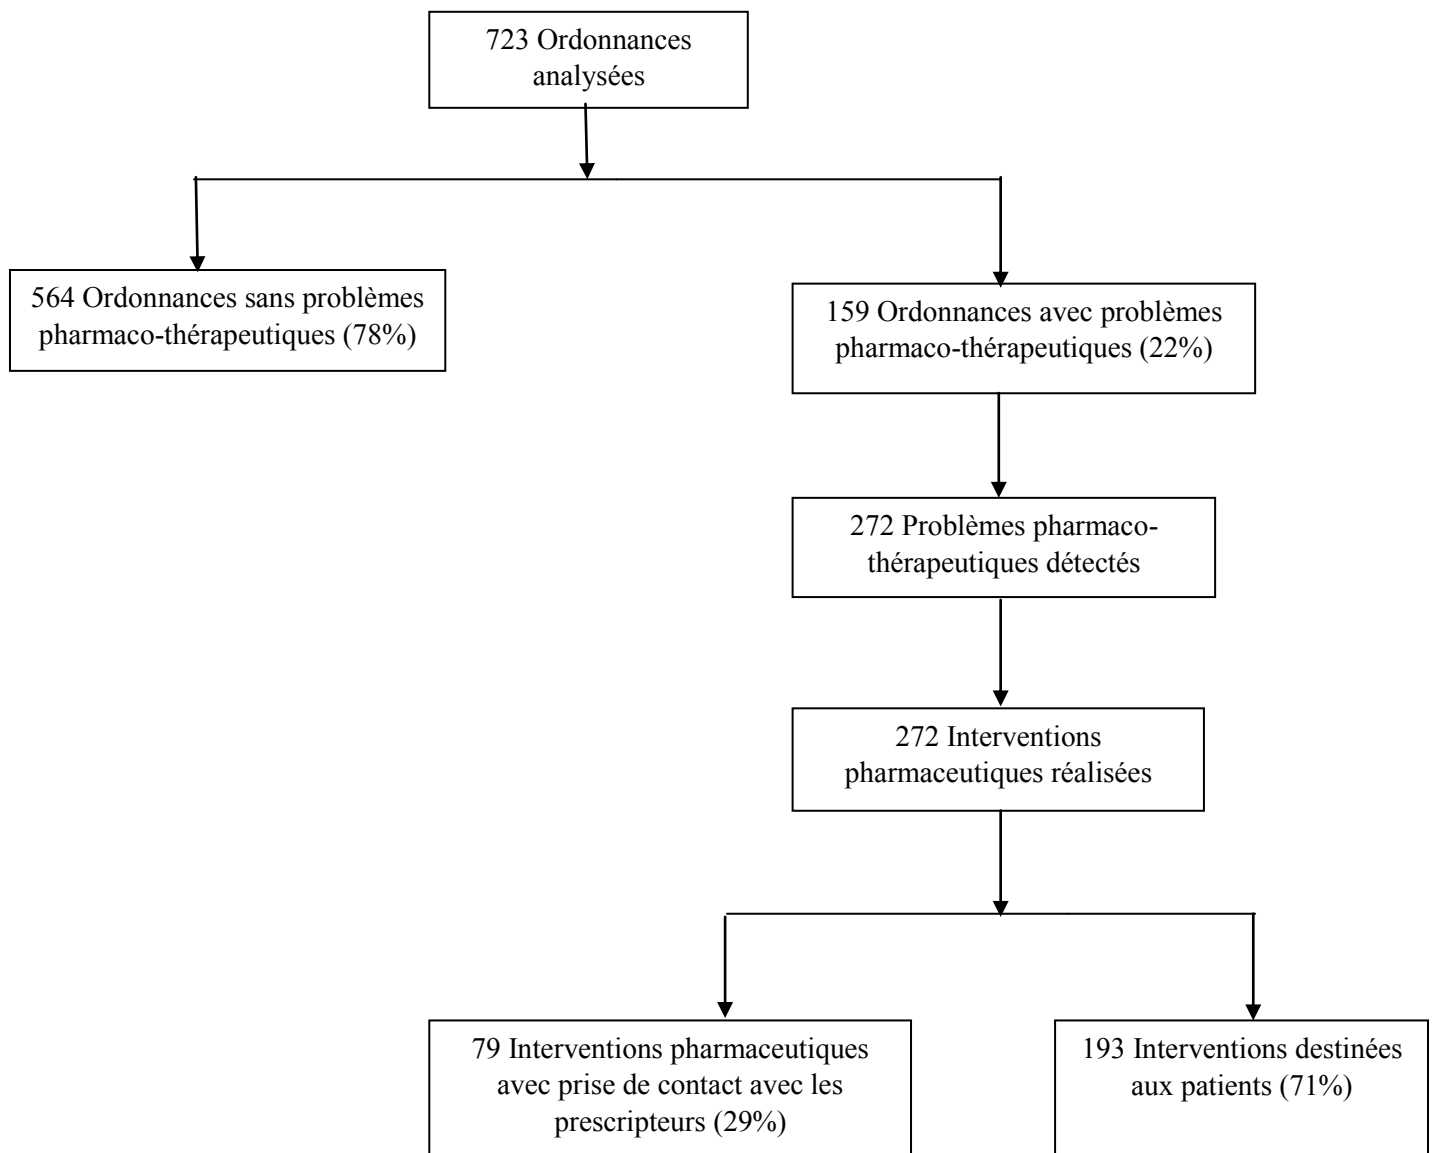 723 Ordonnances
analysées
564 Ordonnances sans problèmes
pharmaco-thérapeutiques (78%)
159 Ordonnances avec problèmes
pharmaco-thérapeutiques (22%)
272 Problèmes pharmaco-
thérapeutiques détectés
272 Interventions
pharmaceutiques réalisées
79 Interventions pharmaceutiques
avec prise de contact avec les
prescripteurs (29%)
193 Interventions destinées
aux patients (71%)